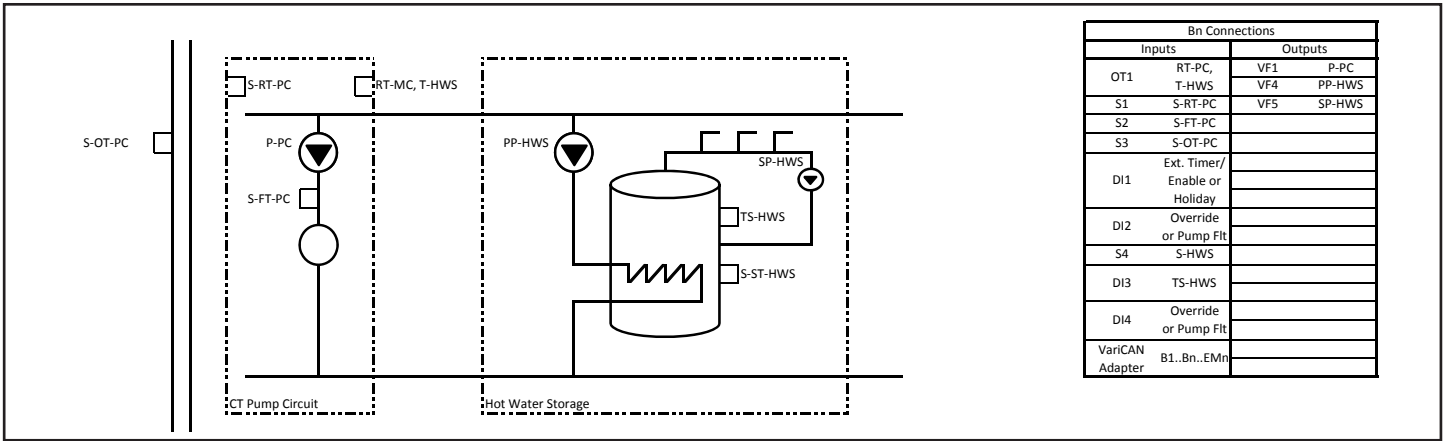 S-OT-PC
S-RT-PC
RT-MC, T-HWS
P-PC
S-FT-PC
CT Pump Circuit
PP-HWS
SP-HWS
TS-HWS
S-ST-HWS
Hot Water Storage
Bn Connections
Inputs Outputs
OT1 RT-PC, T-HWS VF1 P-PC
VF4 PP-HWS
S1 S-RT-PC VF5 SP-HWS
S2 S-FT-PC
S3 S-OT-PC
DI1 Ext. Timer/
Enable or
Holiday
DI2 Override
or Pump Flt
S4 S-HWS
DI3 TS-HWS
DI4 Override
or Pump Flt
VariCAN
Adapter B1..Bn..EMn